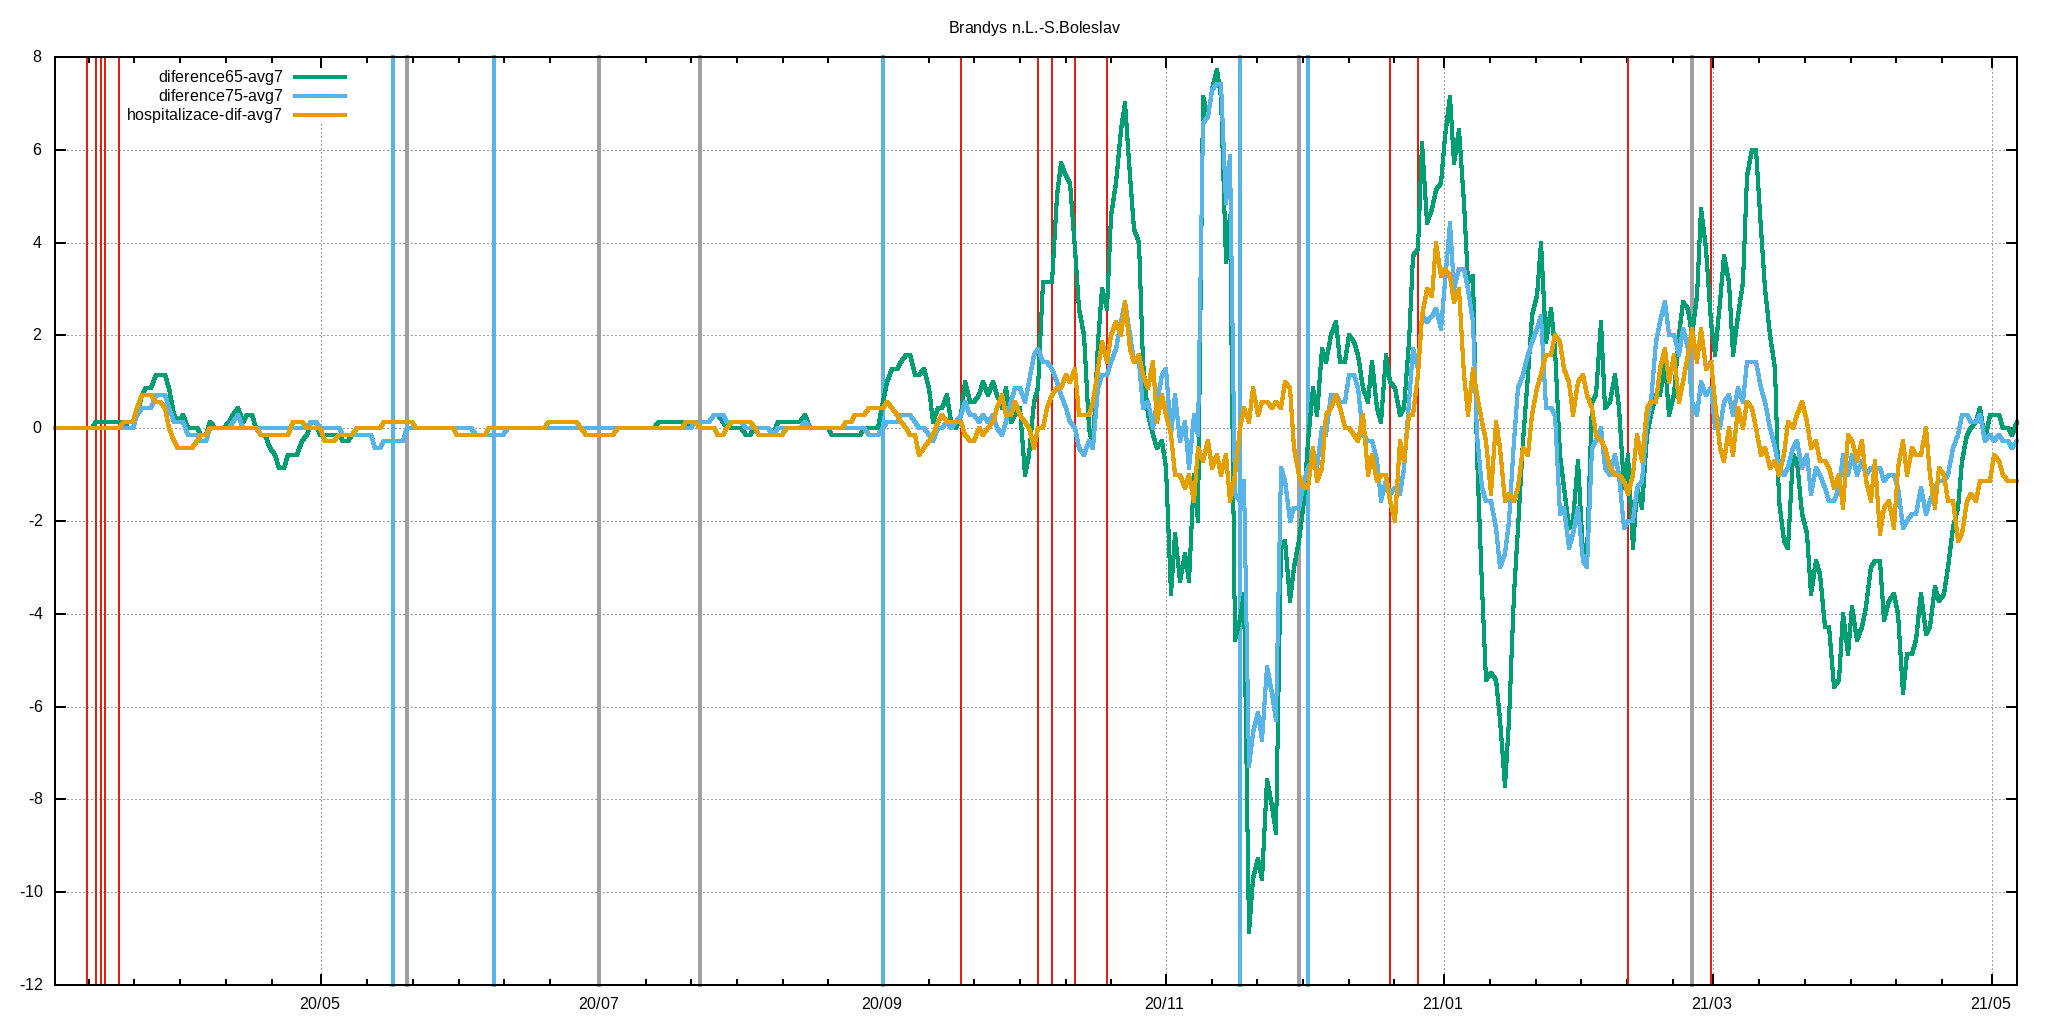 Brandys n.L.-S.Boleslav
diference65-avg7
diference75-avg7
hospitalizace-dif-avg7
8
6
4
2
0
-2
-4
-6
-8
-10
-12
20/05 20/07 20/09 20/11 21/01 21/03 21/05